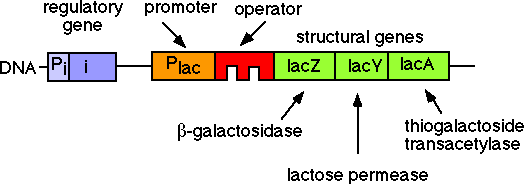 regulatory
gene
promoter
operator
structural genes
DNA
Pi
i
Plac
lacZ
lacY
lacA
β-galactosidase
lactose permease
thiogalactoside
transacetylase